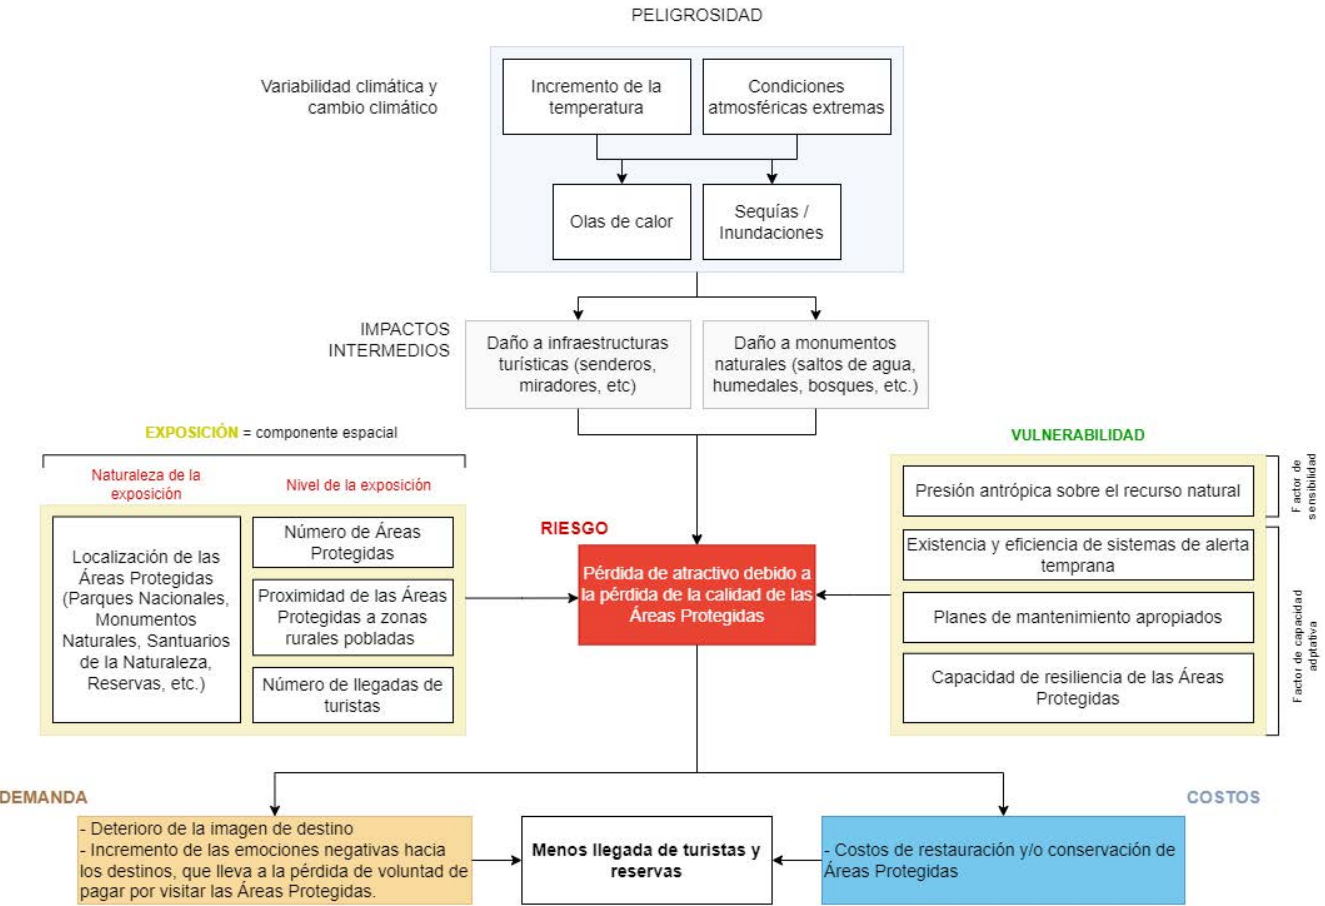 PELIGROSIDAD
Variabilidad climática y
cambio climático
Incremento de la
temperatura
Condiciones
atmosféricas extremas
Olas de calor
Sequías /
Inundaciones
IMPACTOS
INTERMEDIOS
Daño a infraestructuras
turísticas (senderos,
miradores, etc)
Daño a monumentos
naturales (saltos de agua,
humedales, bosques, etc.)
EXPOSICIÓN = componente espacial
Naturaleza de la
exposición
Nivel de la exposición
Localización de las
Áreas Protegidas
(Parques Nacionales,
Monumentos
Naturales, Santuarios
de la Naturaleza,
Reservas, etc.)
Número de Áreas
Protegidas
Proximidad de las Áreas
Protegidas a zonas
rurales pobladas
Número de llegadas de
turistas
RIESGO
Pérdida de atractivo debido a
la pérdida de la calidad de las
Áreas Protegidas
VULNERABILIDAD
Presión antrópica sobre el recurso natural
Existencia y eficiencia de sistemas de alerta
temprana
Planes de mantenimiento apropiados
Capacidad de resiliencia de las Áreas
Protegidas
Factor de
sensibilidad
Factor de capacidad
adptativa
DEMANDA
- Deterioro de la imagen de destino
- Incremento de las emociones negativas hacia
los destinos, que lleva a la pérdida de voluntad de
pagar por visitar las Áreas Protegidas.
Menos llegada de turistas y
reservas
COSTOS
- Costos de restauración y/o conservación de
Áreas Protegidas